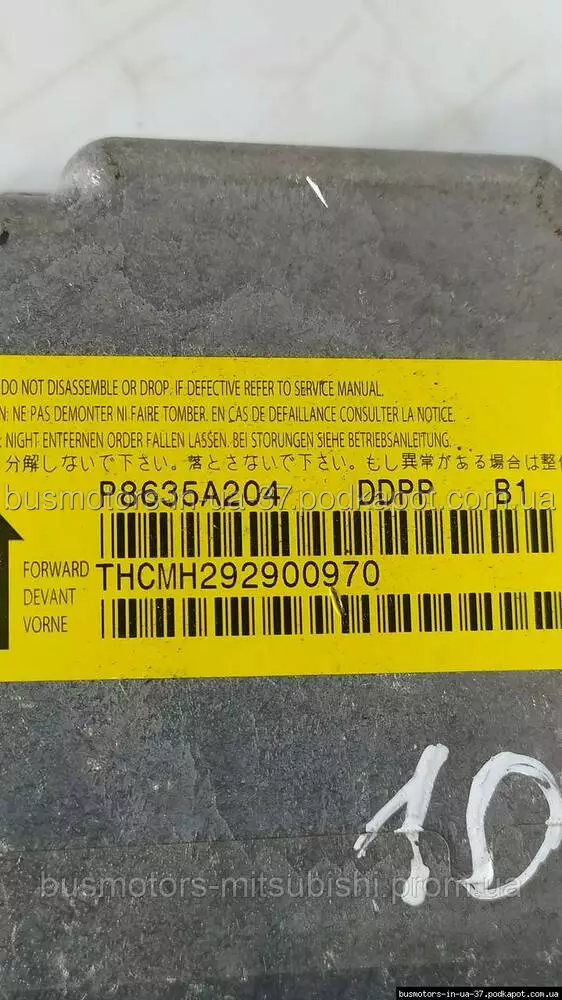 DO NOT DISASSEMBLE OR DROP. IF DEFECTIVE REFER TO SERVICE MANUAL.
N: NE PAS DEMONTER NI FAIRE TOMBER. EN CAS DE DEFAILLANCE CONSULTER LA NOTICE.
: NIGHT ENTFERNEN ORDER FALLEN LASSEN. BEI STORUNGEN SIEHE BETRIEBSANLEITUNG.
分解しないで下さい。落とさないで下さい。もし異常がある場合は整備
P8635A204 DDPP B1
busmotors-in-ua-37.podkapot.com.ua
FORWARD THCMH292900970
DEVANT
VORNE
10
busmotors-mitsubishi.prom.ua
busmotors-in-ua-37.podkapot.com.ua